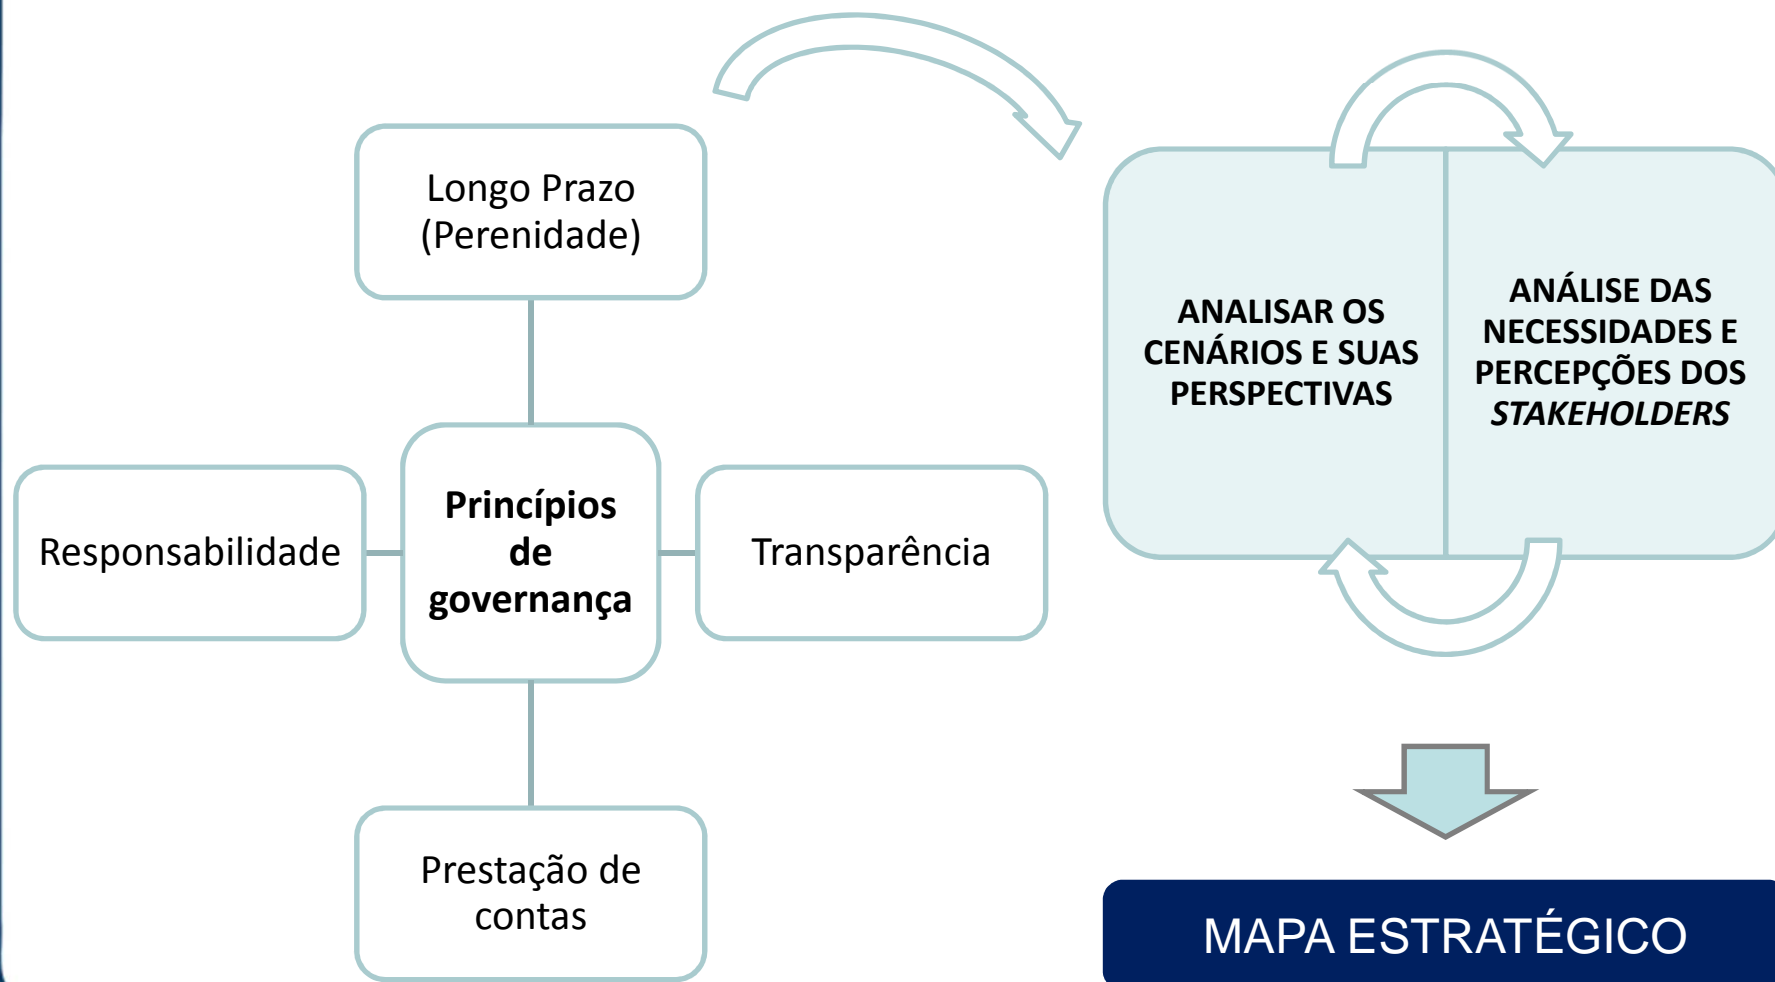 Longo Prazo
(Perenidade)
Responsabilidade
Princípios
de
governança
Transparência
Prestação de
contas
ANALISAR OS
CENÁRIOS E SUAS
PERSPECTIVAS
ANÁLISE DAS
NECESSIDADES E
PERCEPÇÕES DOS
STAKEHOLDERS
MAPA ESTRATÉGICO